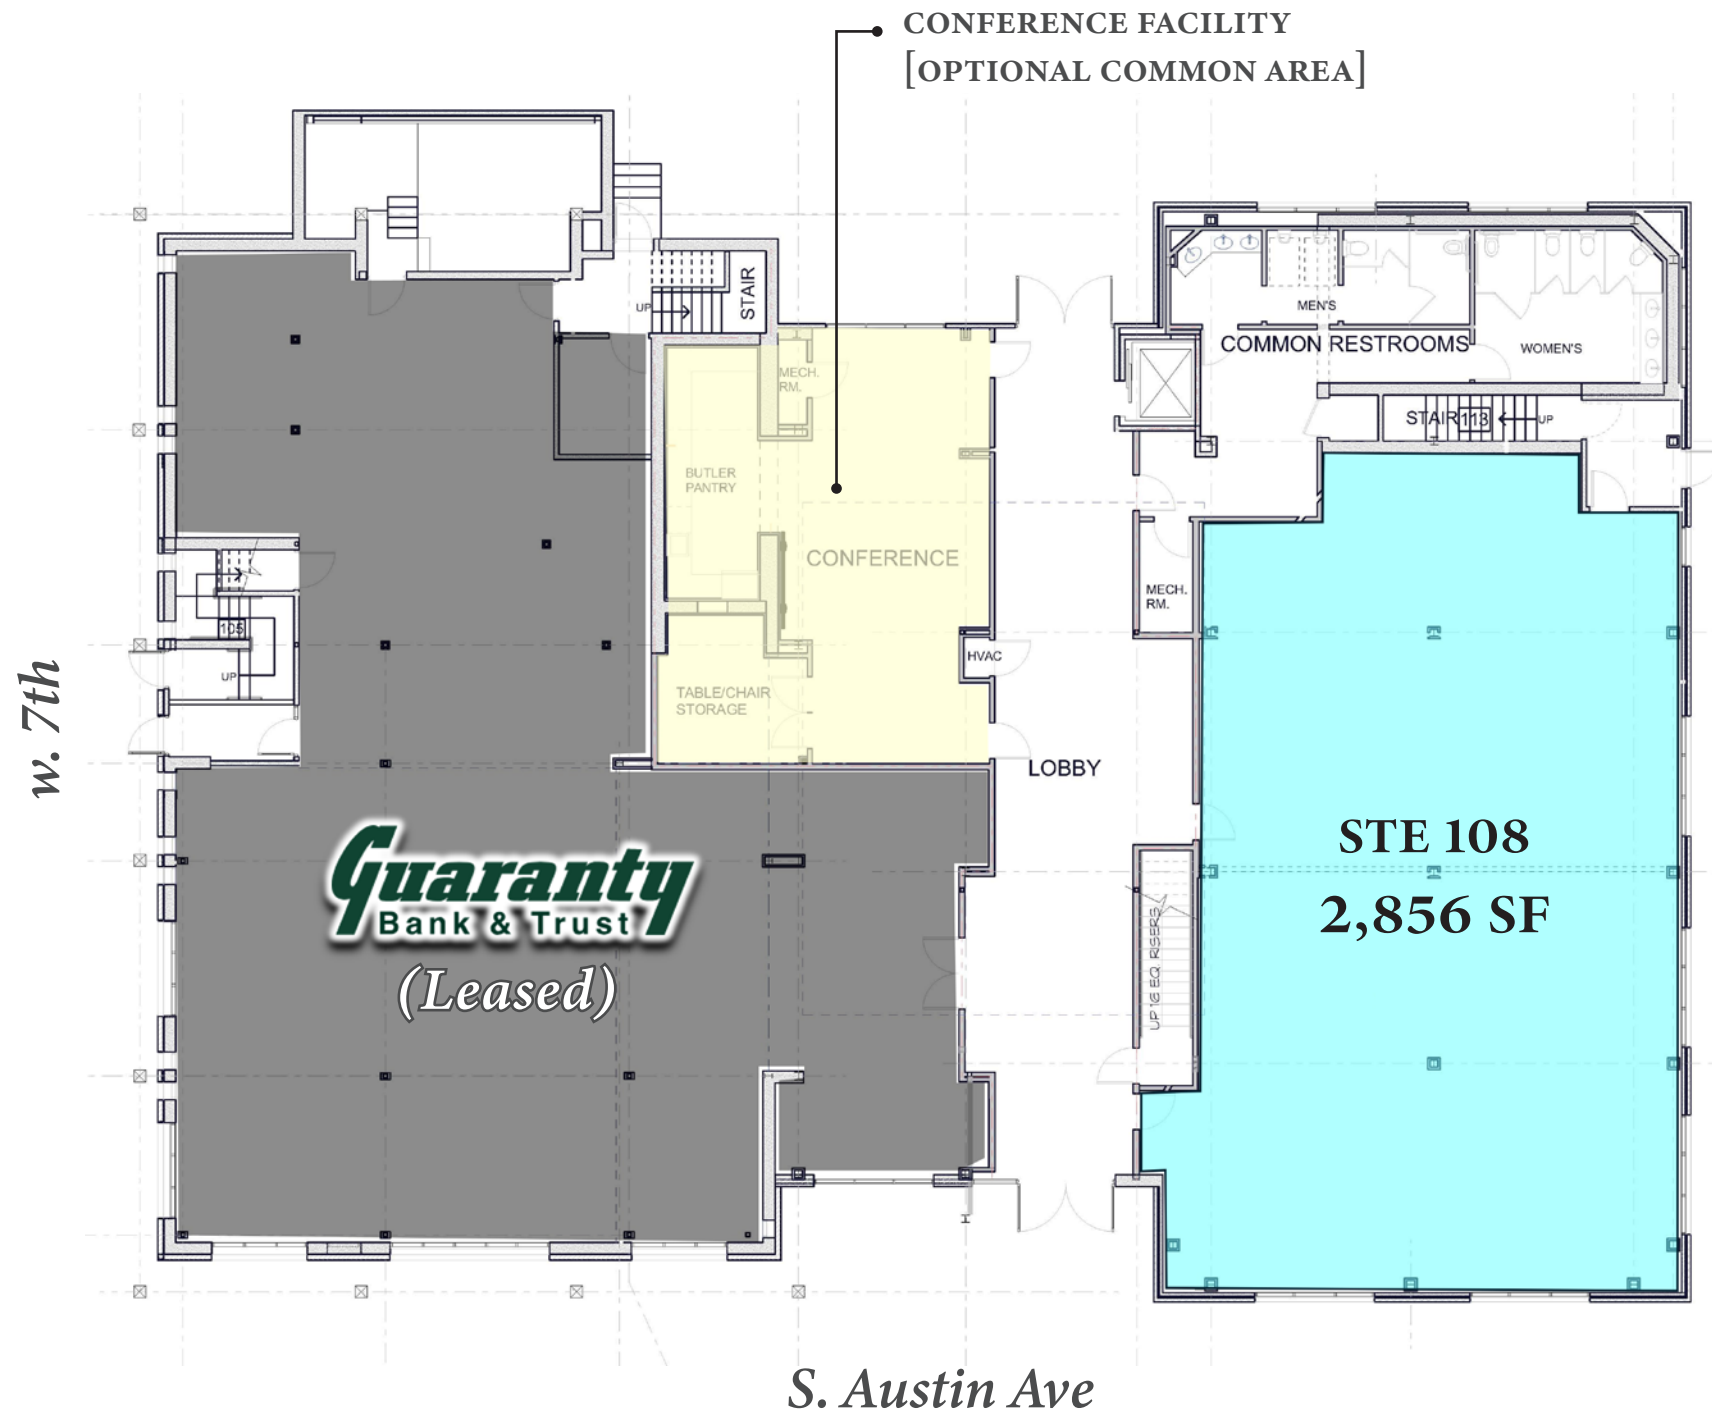 CONFERENCE FACILITY
[OPTIONAL COMMON AREA]
STAIR
UP
MEN'S
COMMON RESTROOMS
WOMEN'S
MECH.
RM.
STAIR 113
UP
BUTLER
PANTRY
CONFERENCE
MECH.
RM.
105
UP
HVAC
TABLE/CHAIR
STORAGE
w. 7th
LOBBY
Guaranty
Bank & Trust
(Leased)
STE 108
2,856 SF
UP 16 EQ. RISERS
S. Austin Ave